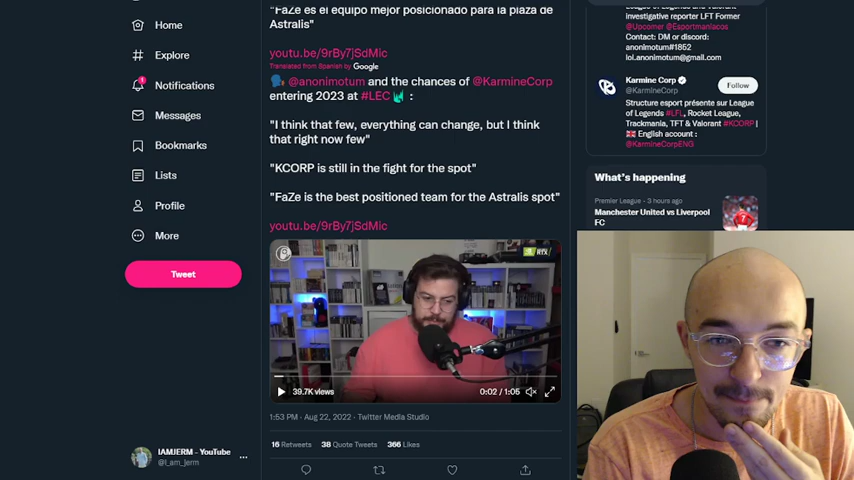 "FaZe es el equipo mejor posicionado para la plaza de
Astralis"
youtu.be/9rBy7jSdMic
Translated from Spanish by Google
@anonimotum and the chances of @KarmineCorp
entering 2023 at #LEC :
"I think that few, everything can change, but I think
that right now few"
"KCORP is still in the fight for the spot"
"FaZe is the best positioned team for the Astralis spot"
youtu.be/9rBy7jSdMic
39.7K views
0:02 / 1:05
1:53 PM · Aug 22, 2022 · Twitter Media Studio
16 Retweets 38 Quote Tweets 366 Likes
Home
Explore
1
Notifications
Messages
Bookmarks
Lists
Profile
More
Tweet
IAMJERM - YouTube
@I_am_jerm
League of Legends and Valorant
investigative reporter LFT Former
@Upcomer @Esportmaniacos
Contact: DM or discord:
anonimotum#1852
lol.anonimotum@gmail.com
Karmine Corp
@KarmineCorp
Follow
Structure esport présente sur League
of Legends #LFL, Rocket League,
Trackmania, TFT & Valorant #KCORP |
English account :
@KarmineCorpENG
What's happening
Premier League · 3 hours ago
Manchester United vs Liverpool
FC